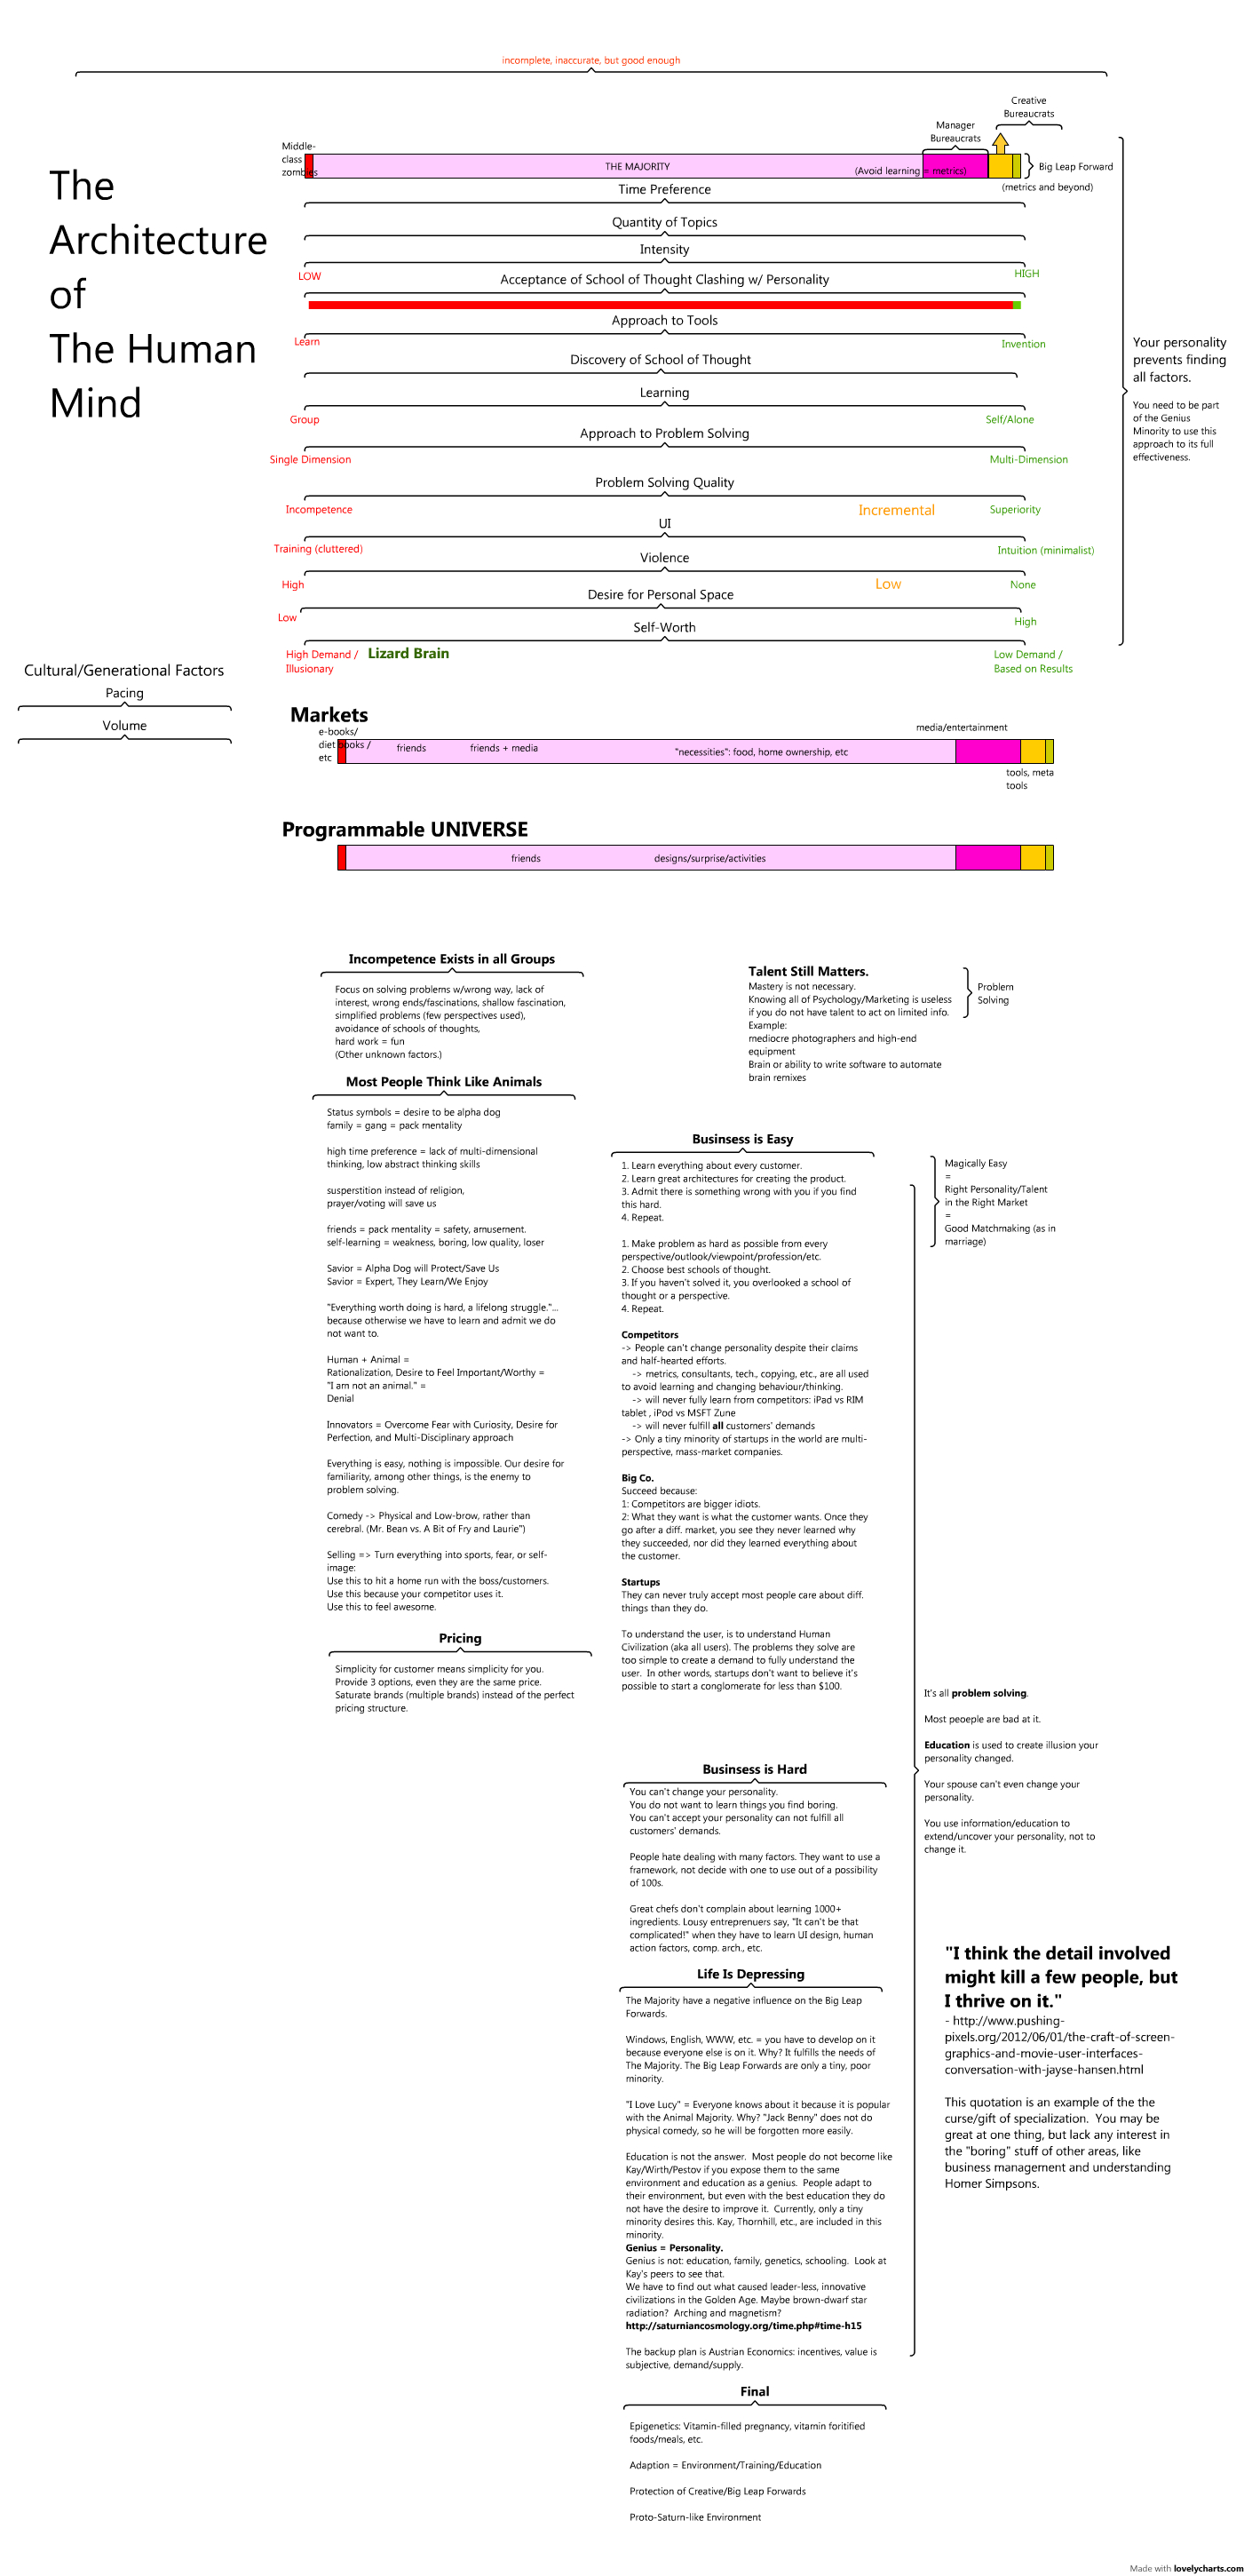 incomplete, inaccurate, but good enough
The
Architecture
of
The Human
Mind
Middle-
class
zombies
THE MAJORITY
(Avoid learning = metrics)
Manager
Bureaucrats
Creative
Bureaucrats
Big Leap Forward
(metrics and beyond)
Time Preference
Quantity of Topics
Intensity
LOW
HIGH
Acceptance of School of Thought Clashing w/ Personality
Approach to Tools
Learn
Invention
Discovery of School of Thought
Learning
Group
Self/Alone
Approach to Problem Solving
Single Dimension
Multi-Dimension
Problem Solving Quality
Incompetence
Incremental
Superiority
UI
Training (cluttered)
Intuition (minimalist)
Violence
High
Low
None
Desire for Personal Space
Low
High
Self-Worth
High Demand /
Illusionary
Lizard Brain
Low Demand /
Based on Results
Your personality
prevents finding
all factors.
You need to be part
of the Genius
Minority to use this
approach to its full
effectiveness.
Cultural/Generational Factors
Pacing
Volume
Markets
e-books/
diet books /
etc
friends
friends + media
"necessities": food, home ownership, etc
media/entertainment
tools, meta
tools
Programmable UNIVERSE
friends
designs/surprise/activities
Incompetence Exists in all Groups
Focus on solving problems w/wrong way, lack of
interest, wrong ends/fascinations, shallow fascination,
simplified problems (few perspectives used),
avoidance of schools of thoughts,
hard work = fun
(Other unknown factors.)
Talent Still Matters.
Mastery is not necessary.
Knowing all of Psychology/Marketing is useless
if you do not have talent to act on limited info.
Example:
mediocre photographers and high-end
equipment
Brain or ability to write software to automate
brain remixes
Problem
Solving
Most People Think Like Animals
Status symbols = desire to be alpha dog
family = gang = pack mentality
high time preference = lack of multi-dimensional
thinking, low abstract thinking skills
susperstition instead of religion,
prayer/voting will save us
friends = pack mentality = safety, amusement.
self-learning = weakness, boring, low quality, loser
Savior = Alpha Dog will Protect/Save Us
Savior = Expert, They Learn/We Enjoy
"Everything worth doing is hard, a lifelong struggle."...
because otherwise we have to learn and admit we do
not want to.
Human + Animal =
Rationalization, Desire to Feel Important/Worthy =
"I am not an animal." =
Denial
Innovators = Overcome Fear with Curiosity, Desire for
Perfection, and Multi-Disciplinary approach
Everything is easy, nothing is impossible. Our desire for
familiarity, among other things, is the enemy to
problem solving.
Comedy -> Physical and Low-brow, rather than
cerebral. (Mr. Bean vs. A Bit of Fry and Laurie")
Selling => Turn everything into sports, fear, or self-
image:
Use this to hit a home run with the boss/customers.
Use this because your competitor uses it.
Use this to feel awesome.
Pricing
Simplicity for customer means simplicity for you.
Provide 3 options, even they are the same price.
Saturate brands (multiple brands) instead of the perfect
pricing structure.
Businsess is Easy
1. Learn everything about every customer.
2. Learn great architectures for creating the product.
3. Admit there is something wrong with you if you find
this hard.
4. Repeat.
1. Make problem as hard as possible from every
perspective/outlook/viewpoint/profession/etc.
2. Choose best schools of thought.
3. If you haven't solved it, you overlooked a school of
thought or a perspective.
4. Repeat.
Competitors
-> People can't change personality despite their claims
and half-hearted efforts.
-> metrics, consultants, tech., copying, etc., are all used
to avoid learning and changing behaviour/thinking.
-> will never fully learn from competitors: iPad vs RIM
tablet , iPod vs MSFT Zune
-> will never fulfill all customers' demands
-> Only a tiny minority of startups in the world are multi-
perspective, mass-market companies.
Big Co.
Succeed because:
1: Competitors are bigger idiots.
2: What they want is what the customer wants. Once they
go after a diff. market, you see they never learned why
they succeeded, nor did they learned everything about
the customer.
Startups
They can never truly accept most people care about diff.
things than they do.
To understand the user, is to understand Human
Civilization (aka all users). The problems they solve are
too simple to create a demand to fully understand the
user. In other words, startups don't want to believe it's
possible to start a conglomerate for less than $100.
Magically Easy
=
Right Personality/Talent
in the Right Market
=
Good Matchmaking (as in
marriage)
It's all problem solving.
Most peoeple are bad at it.
Education is used to create illusion your
personality changed.
Your spouse can't even change your
personality.
You use information/education to
extend/uncover your personality, not to
change it.
Businsess is Hard
You can't change your personality.
You do not want to learn things you find boring.
You can't accept your personality can not fulfill all
customers' demands.
People hate dealing with many factors. They want to use a
framework, not decide with one to use out of a possibility
of 100s.
Great chefs don't complain about learning 1000+
ingredients. Lousy entreprenuers say, "It can't be that
complicated!" when they have to learn UI design, human
action factors, comp. arch., etc.
Life Is Depressing
The Majority have a negative influence on the Big Leap
Forwards.
Windows, English, WWW, etc. = you have to develop on it
because everyone else is on it. Why? It fulfills the needs of
The Majority. The Big Leap Forwards are only a tiny, poor
minority.
"I Love Lucy" = Everyone knows about it because it is popular
with the Animal Majority. Why? "Jack Benny" does not do
physical comedy, so he will be forgotten more easily.
Education is not the answer. Most people do not become like
Kay/Wirth/Pestov if you expose them to the same
environment and education as a genius. People adapt to
their environment, but even with the best education they do
not have the desire to improve it. Currently, only a tiny
minority desires this. Kay, Thornhill, etc., are included in this
minority.
Genius = Personality.
Genius is not: education, family, genetics, schooling. Look at
Kay's peers to see that.
We have to find out what caused leader-less, innovative
civilizations in the Golden Age. Maybe brown-dwarf star
radiation? Arching and magnetism?
http://saturniancosmology.org/time.php#time-h15
The backup plan is Austrian Economics: incentives, value is
subjective, demand/supply.
"I think the detail involved
might kill a few people, but
I thrive on it."
- http://www.pushing-
pixels.org/2012/06/01/the-craft-of-screen-
graphics-and-movie-user-interfaces-
conversation-with-jayse-hansen.html
This quotation is an example of the the
curse/gift of specialization. You may be
great at one thing, but lack any interest in
the "boring" stuff of other areas, like
business management and understanding
Homer Simpsons.
Final
Epigenetics: Vitamin-filled pregnancy, vitamin foritified
foods/meals, etc.
Adaption = Environment/Training/Education
Protection of Creative/Big Leap Forwards
Proto-Saturn-like Environment
Made with lovelycharts.com